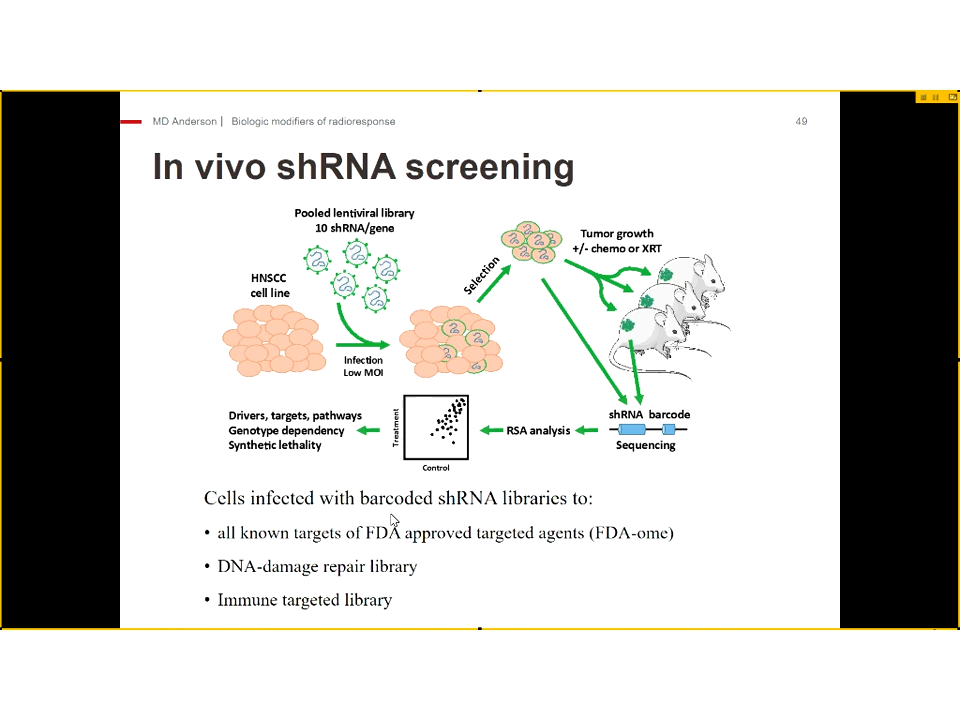 MD Anderson | Biologic modifiers of radioresponse
49
In vivo shRNA screening
Pooled lentiviral library
10 shRNA/gene
HNSCC
cell line
Infection
Low MOI
Selection
Tumor growth
+/- chemo or XRT
shRNA barcode
Sequencing
RSA analysis
Treatment
Control
Drivers, targets, pathways
Genotype dependency
Synthetic lethality
Cells infected with barcoded shRNA libraries to:
• all known targets of FDA approved targeted agents (FDA-ome)
• DNA-damage repair library
• Immune targeted library